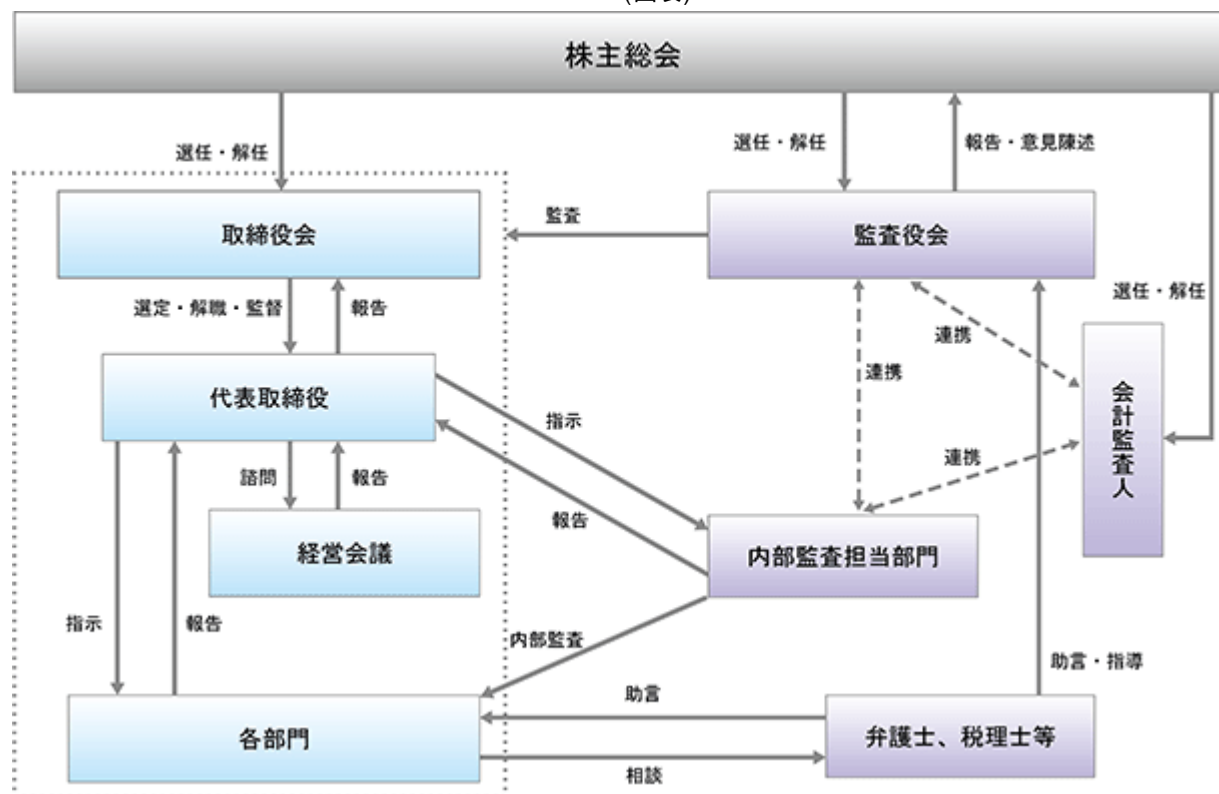 株主総会
選任・解任
選任・解任
報告・意見陳述
取締役会
監査
監査役会
選定・解職・監督
報告
選任・解任
連携
連携
代表取締役
指示
会計監査人
諮問
報告
連携
報告
経営会議
内部監査担当部門
指示
報告
内部監査
助言・指導
助言
各部門
弁護士、税理士等
相談